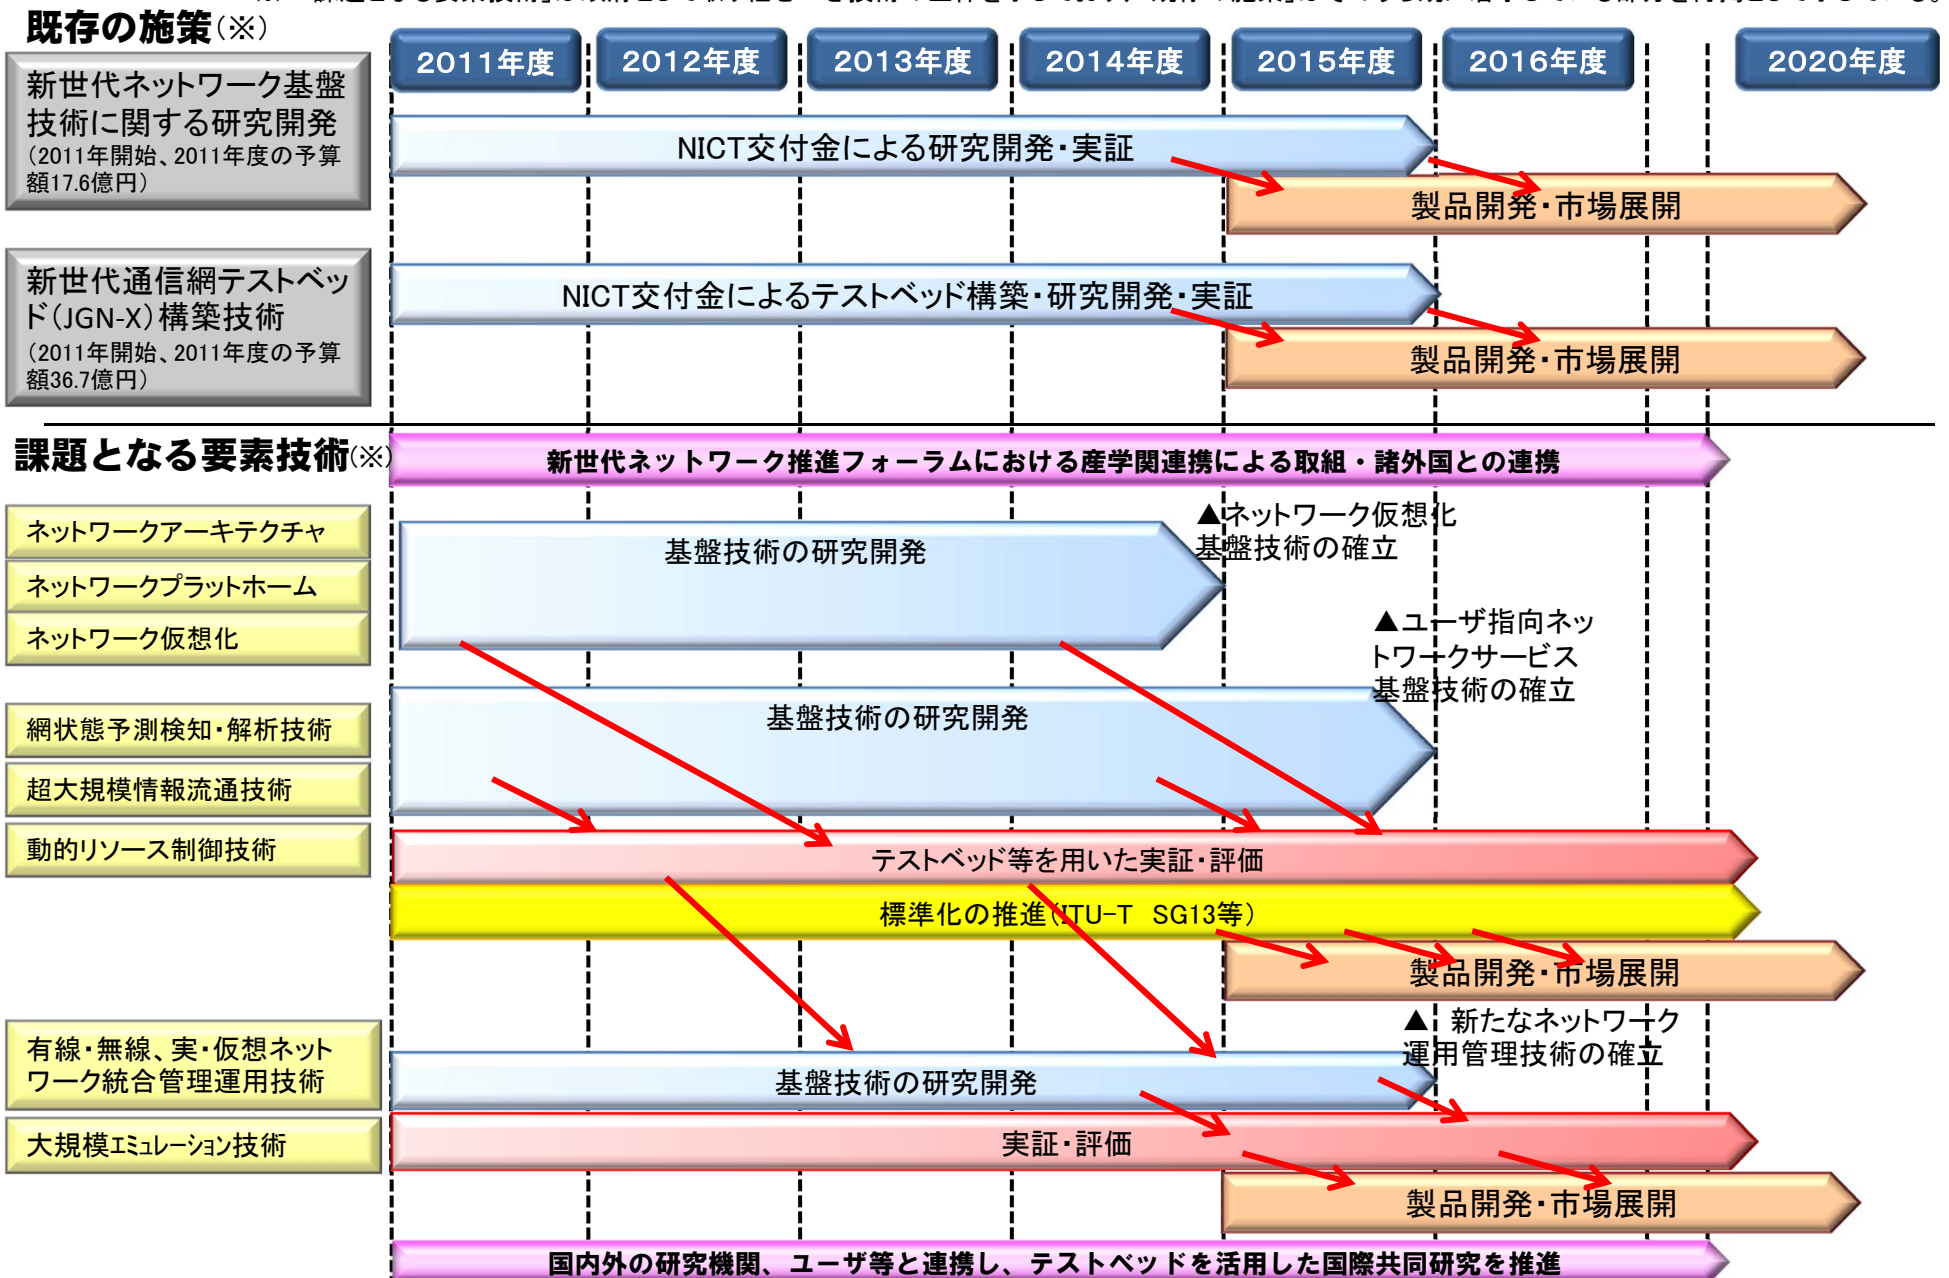 既存の施策(※)
2011年度
2012年度
2013年度
2014年度
2015年度
2016年度
2020年度
新世代ネットワーク基盤
技術に関する研究開発
(2011年開始、2011年度の予算
額17.6億円)
NICT交付金による研究開発・実証
製品開発・市場展開
新世代通信網テストベッ
ド(JGN-X)構築技術
(2011年開始、2011年度の予算
額36.7億円)
NICT交付金によるテストベッド構築・研究開発・実証
製品開発・市場展開
課題となる要素技術(※)
新世代ネットワーク推進フォーラムにおける産学関連携による取組・諸外国との連携
ネットワークアーキテクチャ
ネットワークプラットホーム
ネットワーク仮想化
基盤技術の研究開発
▲ネットワーク仮想化
基盤技術の確立
▲ユーザ指向ネッ
トワークサービス
基盤技術の確立
網状態予測検知・解析技術
超大規模情報流通技術
動的リソース制御技術
基盤技術の研究開発
テストベッド等を用いた実証・評価
標準化の推進(ITU-T SG13等)
製品開発・市場展開
▲ 新たなネットワーク
運用管理技術の確立
有線・無線、実・仮想ネット
ワーク統合管理運用技術
基盤技術の研究開発
大規模エミュレーション技術
実証・評価
製品開発・市場展開
国内外の研究機関、ユーザ等と連携し、テストベッドを活用した国際共同研究を推進